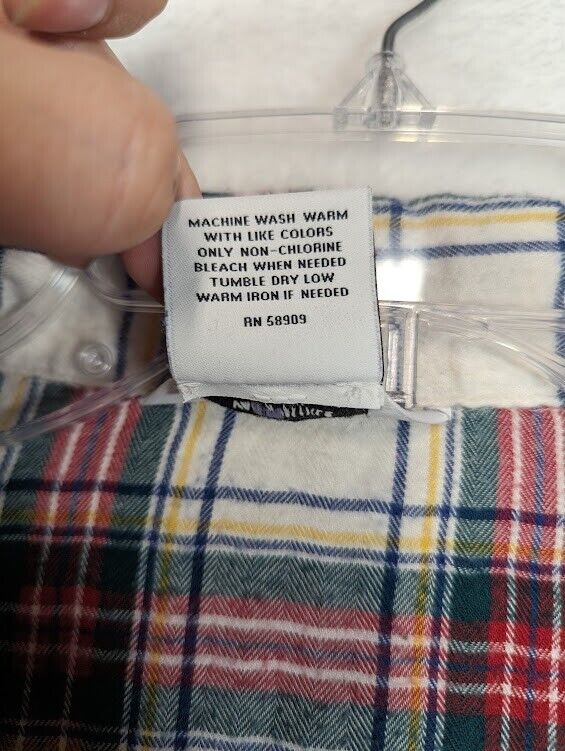 MACHINE WASH WARM
WITH LIKE COLORS
ONLY NON-CHLORINE
BLEACH WHEN NEEDED
TUMBLE DRY LOW
WARM IRON IF NEEDED
RN 58909